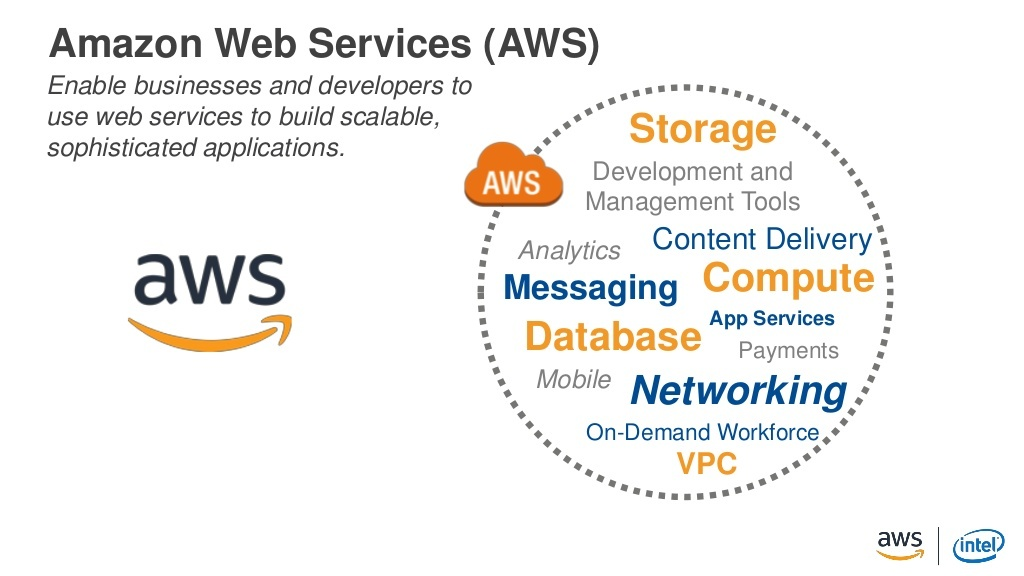 Amazon Web Services (AWS)
Enable businesses and developers to
use web services to build scalable,
sophisticated applications.
Storage
AWS
Development and
Management Tools
Analytics
Content Delivery
Messaging
Compute
App Services
Database
Payments
Mobile
Networking
On-Demand Workforce
VPC
aws
aws
intel